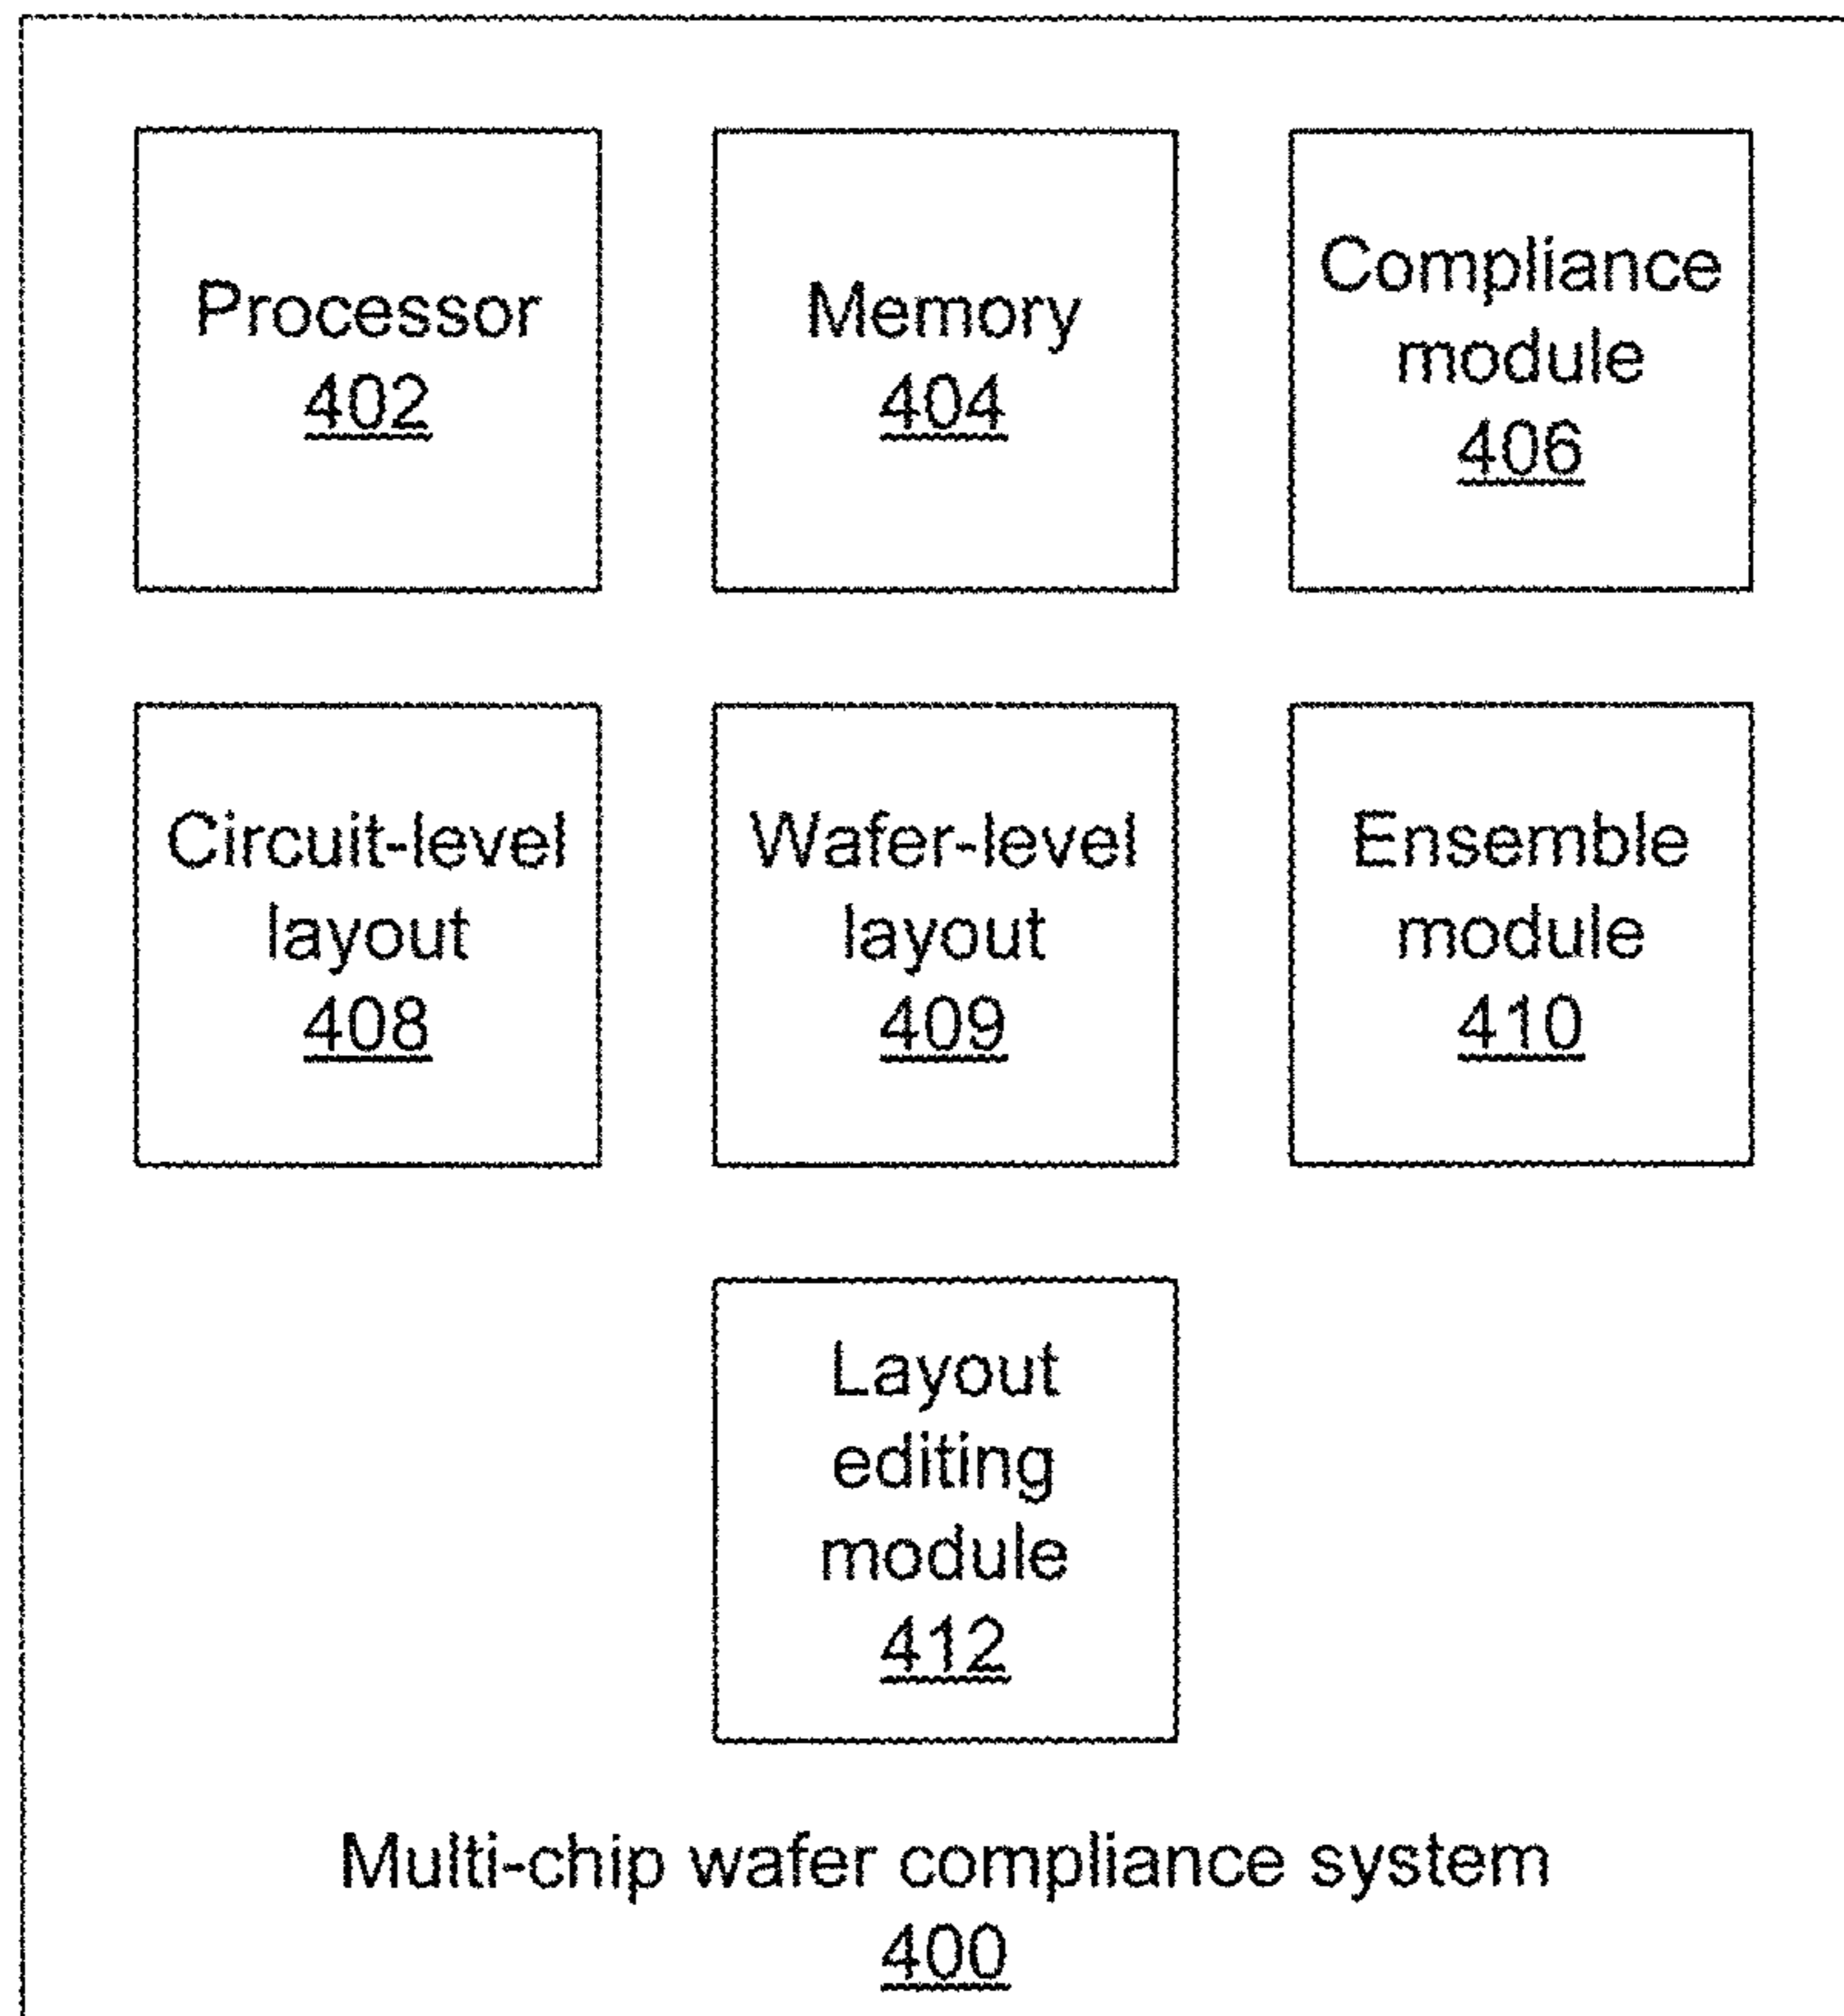 Processor
402
Memory
404
Compliance
module
406
Circuit-level
layout
408
Wafer-level
layout
409
Ensemble
module
410
Layout
editing
module
412
Multi-chip wafer compliance system
400